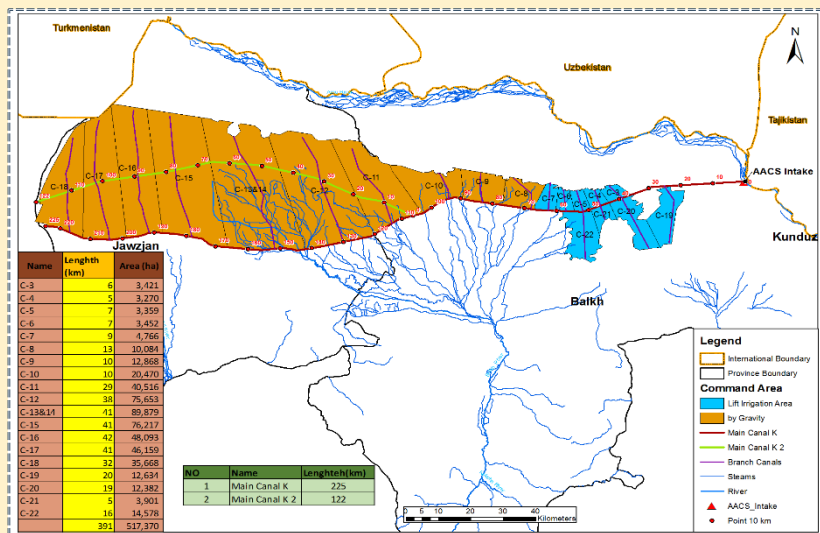 Turkmenistan
Uzbekistan
N
Tajikistan
AACS Intake
Kunduz
Jawzjan
Balkh
C-18
C-17
C-16
C-15
C-13&14
C-12
C-11
C-10
C-9
C-8
C-7
C-6
C-5
C-4
C-3
C-21
C-20
C-19
C-22
Name Lenghth (km) Area (ha)
C-3 6 3,421
C-4 5 3,270
C-5 7 3,359
C-6 7 3,452
C-7 9 4,766
C-8 13 10,084
C-9 10 12,868
C-10 10 20,470
C-11 29 40,516
C-12 38 75,653
C-13&14 41 89,879
C-15 41 76,217
C-16 42 48,093
C-17 41 46,159
C-18 32 35,668
C-19 20 12,634
C-20 19 12,382
C-21 5 3,901
C-22 16 14,578
391 517,370
NO Name Lenghteh(km)
1 Main Canal K 225
2 Main Canal K 2 122
Legend
International Boundary
Province Boundary
Command Area
Lift Irrigation Area
by Gravity
Main Canal K
Main Canal K 2
Branch Canals
Steams
River
AACS_Intake
Point 10 km
0 5 10 20 30 40
Kilometers